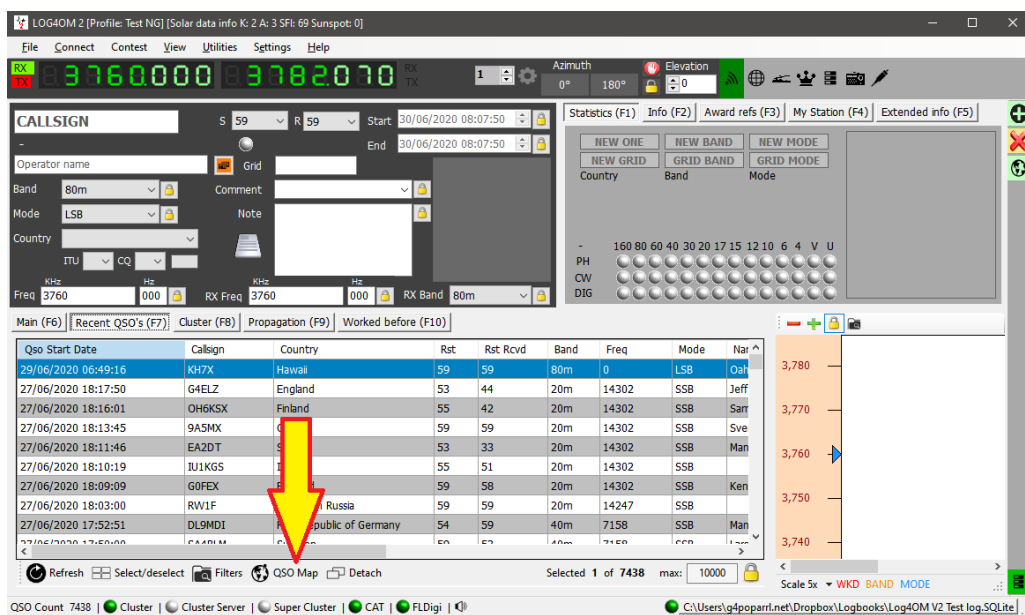 LOG4OM 2 [Profile: Test NG] [Solar data info K: 2 A: 3 SFI: 69 Sunspot: 0]
File Connect Contest View Utilities Settings Help
RX TX 3760.000 3782.070 RX TX 1 Azimuth 0° 180° Elevation 0
CALLSIGN S 59 R 59 Start 30/06/2020 08:07:50
- End 30/06/2020 08:07:50
Operator name Grid
Band 80m Comment
Mode LSB Note
Country
ITU CQ
KHz Hz KHz Hz
Freq 3760 000 RX Freq 3760 000 RX Band 80m
Statistics (F1) Info (F2) Award refs (F3) My Station (F4) Extended info (F5)
NEW ONE NEW BAND NEW MODE
NEW GRID GRID BAND GRID MODE
Country Band Mode
- 160 80 60 40 30 20 17 15 12 10 6 4 V U
PH
CW
DIG
Main (F6) Recent QSO's (F7) Cluster (F8) Propagation (F9) Worked before (F10)
Qso Start Date Callsign Country Rst Rst Rcvd Band Freq Mode Nar
29/06/2020 06:49:16 KH7X Hawaii 59 59 80m 0 LSB Oah
27/06/2020 18:17:50 G4ELZ England 53 44 20m 14302 SSB Jeff
27/06/2020 18:16:01 OH6KSX Finland 55 42 20m 14302 SSB Sam
27/06/2020 18:13:45 9A5MX 59 59 20m 14302 SSB Sve
27/06/2020 18:11:46 EA2DT 53 33 20m 14302 SSB Man
27/06/2020 18:10:19 IU1KGS 55 51 20m 14302 SSB
27/06/2020 18:09:09 G0FEX 59 58 20m 14302 SSB Ken
27/06/2020 18:03:00 RW1F Russia 59 59 20m 14247 SSB
27/06/2020 17:52:51 DL9MDI Republic of Germany 54 59 40m 7158 SSB Man
3,780
3,770
3,760
3,750
3,740
Refresh Select/deselect Filters QSO Map Detach Selected 1 of 7438 max: 10000
Scale 5x WKD BAND MODE
QSO Count 7438 Cluster Cluster Server Super Cluster CAT FLDigi C:\Users\g4poparrl.net\Dropbox\Logbooks\Log4OM V2 Test log.SQLite